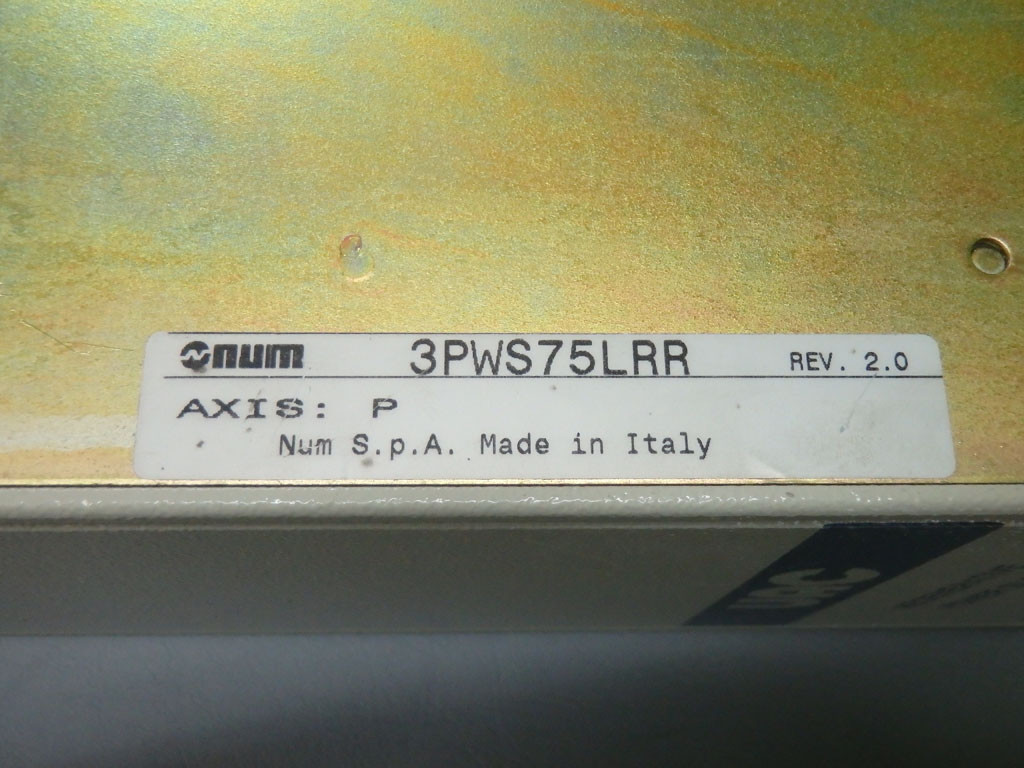 num 3PWS75LRR REV. 2.0
AXIS: P
Num S.p.A. Made in Italy